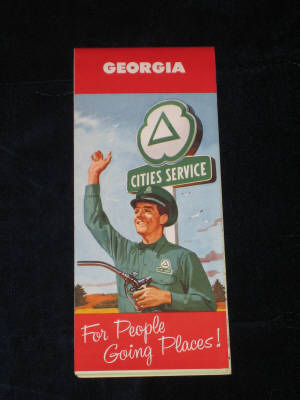 GEORGIA
CITIES SERVICE
For People
Going Places!